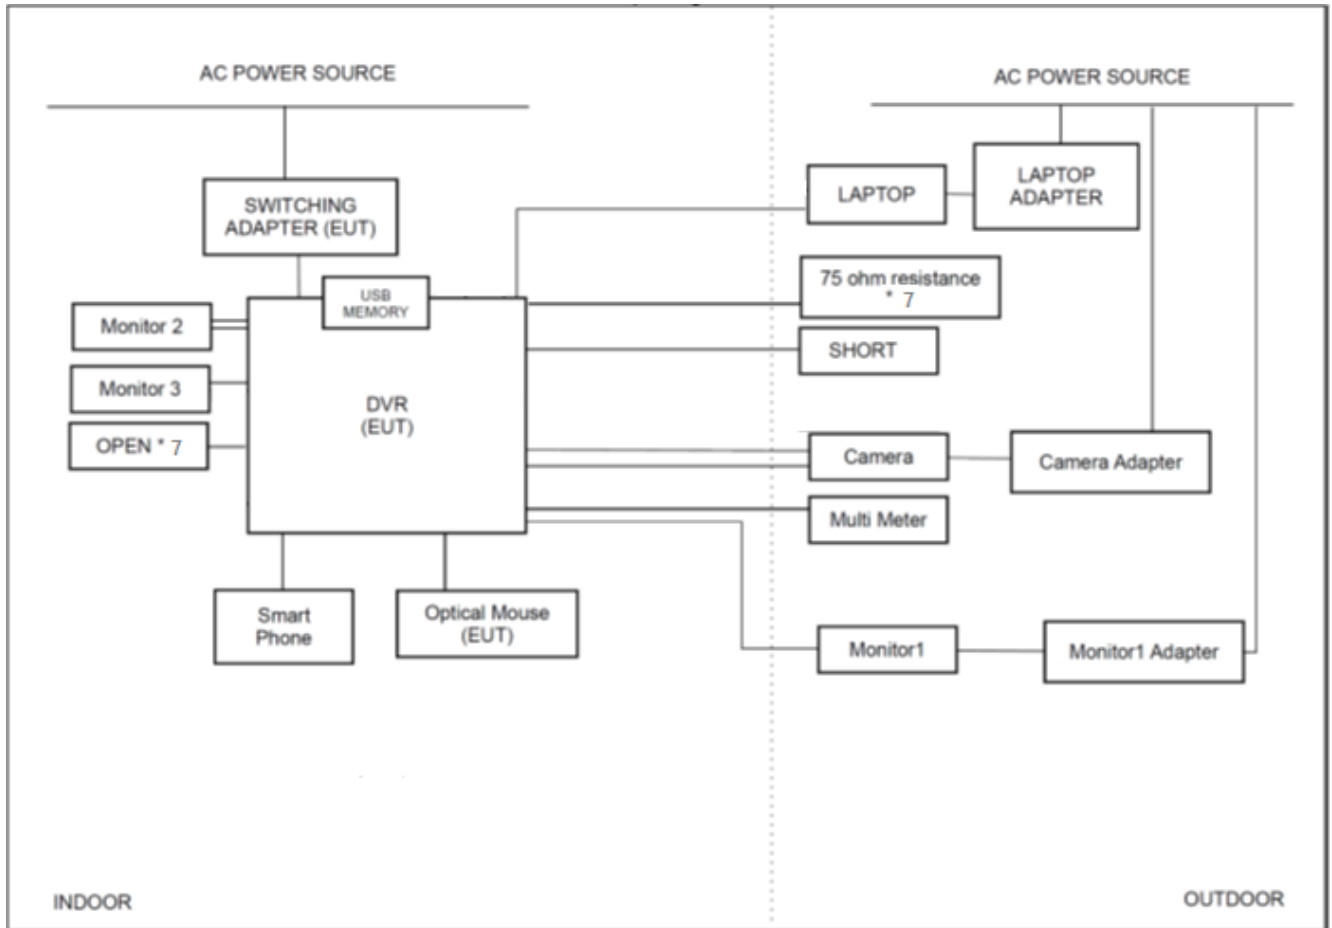 AC POWER SOURCE
AC POWER SOURCE
SWITCHING
ADAPTER (EUT)
LAPTOP
LAPTOP
ADAPTER
USB
MEMORY
75 ohm resistance
* 7
Monitor 2
SHORT
Monitor 3
DVR
(EUT)
OPEN * 7
Camera
Camera Adapter
Multi Meter
Smart
Phone
Optical Mouse
(EUT)
Monitor1
Monitor1 Adapter
INDOOR
OUTDOOR